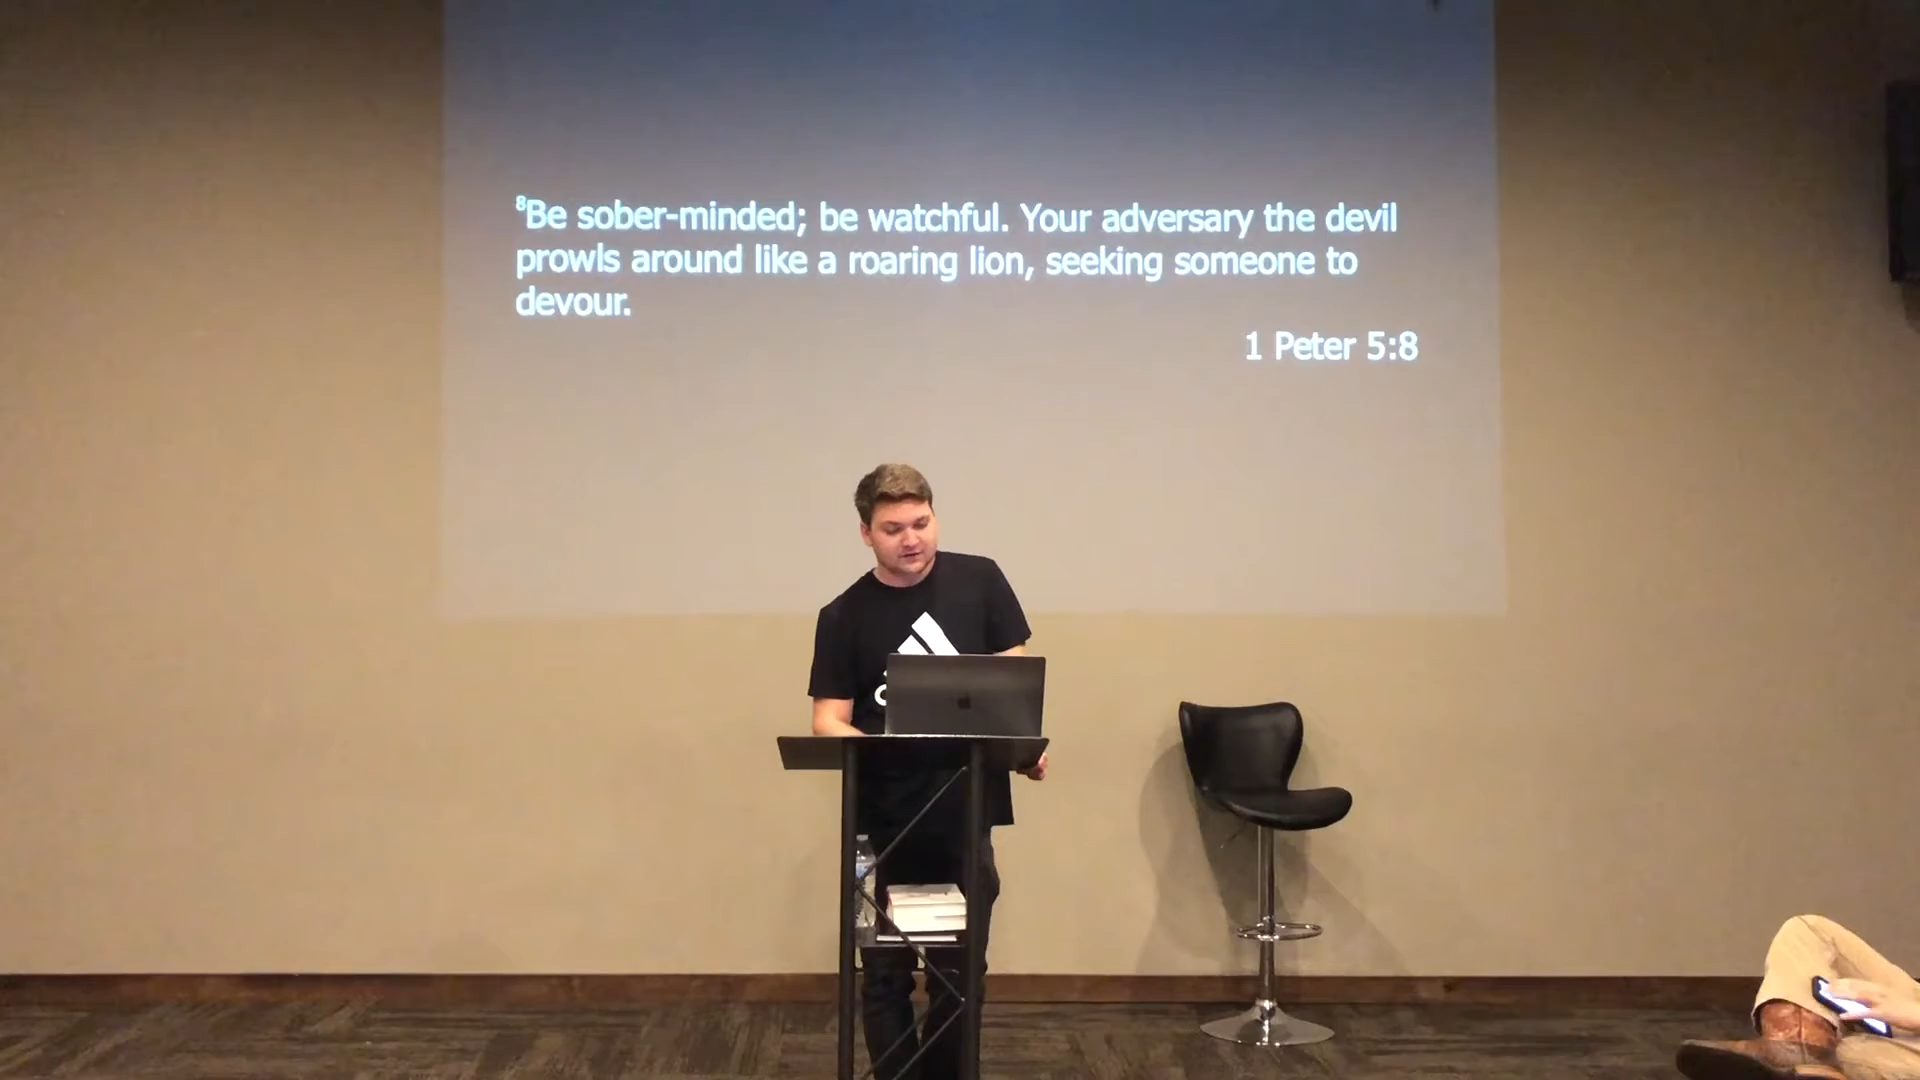 ⁸Be sober-minded; be watchful. Your adversary the devil
prowls around like a roaring lion, seeking someone to
devour.
1 Peter 5:8